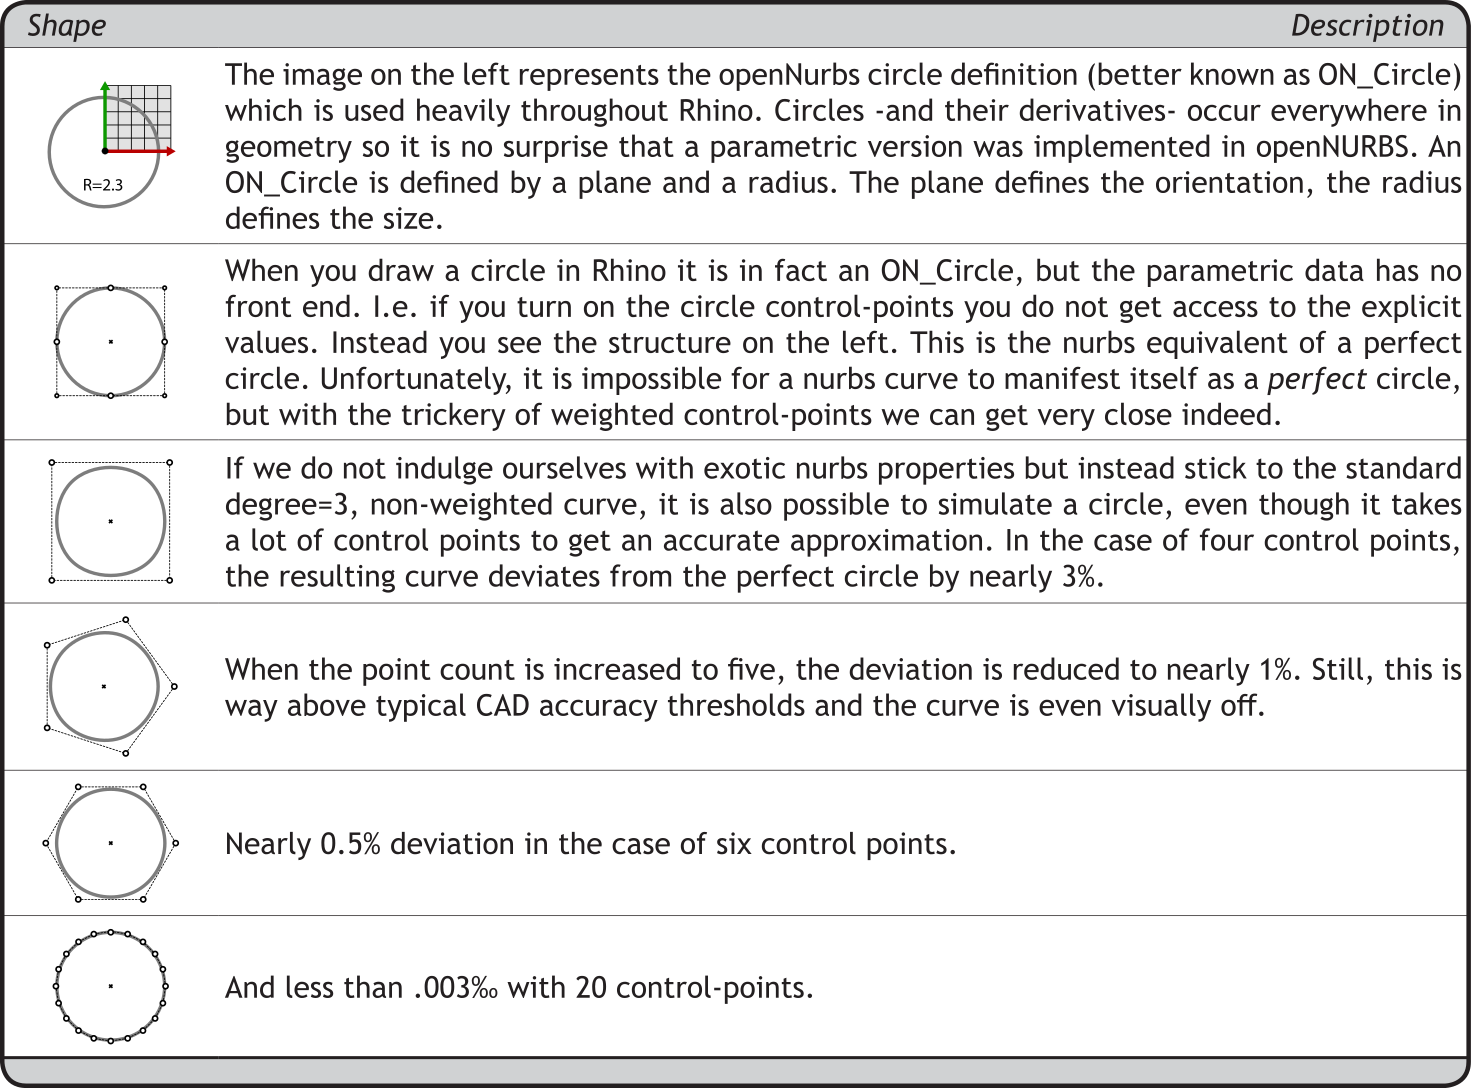 Shape Description
The image on the left represents the openNurbs circle definition (better known as ON_Circle)
which is used heavily throughout Rhino. Circles -and their derivatives- occur everywhere in
geometry so it is no surprise that a parametric version was implemented in openNURBS. An
ON_Circle is defined by a plane and a radius. The plane defines the orientation, the radius
defines the size.
R=2.3
When you draw a circle in Rhino it is in fact an ON_Circle, but the parametric data has no
front end. I.e. if you turn on the circle control-points you do not get access to the explicit
values. Instead you see the structure on the left. This is the nurbs equivalent of a perfect
circle. Unfortunately, it is impossible for a nurbs curve to manifest itself as a perfect circle,
but with the trickery of weighted control-points we can get very close indeed.
If we do not indulge ourselves with exotic nurbs properties but instead stick to the standard
degree=3, non-weighted curve, it is also possible to simulate a circle, even though it takes
a lot of control points to get an accurate approximation. In the case of four control points,
the resulting curve deviates from the perfect circle by nearly 3%.
When the point count is increased to five, the deviation is reduced to nearly 1%. Still, this is
way above typical CAD accuracy thresholds and the curve is even visually off.
Nearly 0.5% deviation in the case of six control points.
And less than .003‰ with 20 control-points.